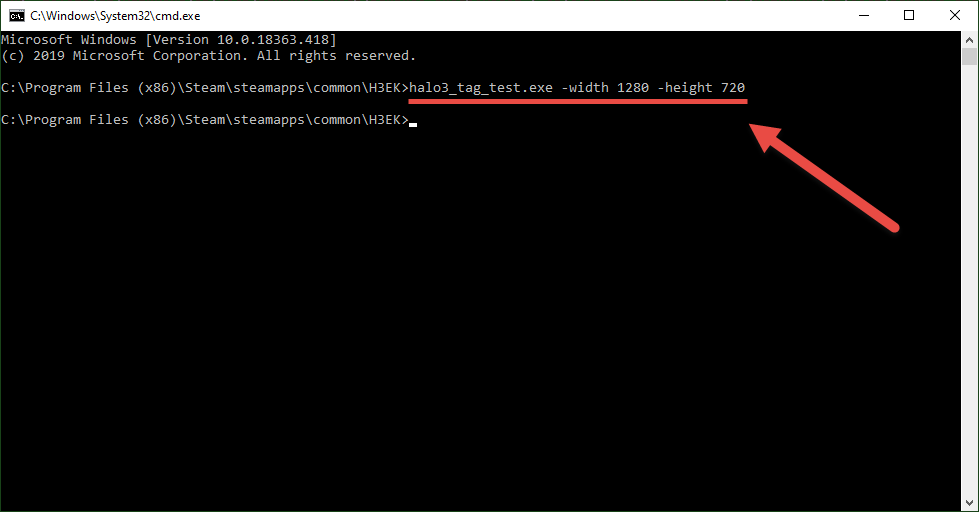 C:\Windows\System32\cmd.exe
Microsoft Windows [Version 10.0.18363.418]
(c) 2019 Microsoft Corporation. All rights reserved.
C:\Program Files (x86)\Steam\steamapps\common\H3EK>halo3_tag_test.exe -width 1280 -height 720
C:\Program Files (x86)\Steam\steamapps\common\H3EK>